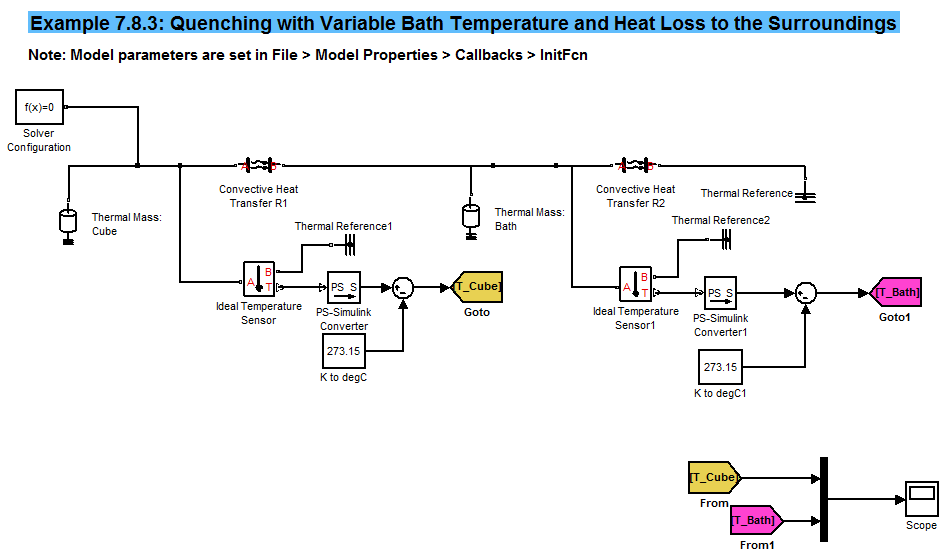 Example 7.8.3: Quenching with Variable Bath Temperature and Heat Loss to the Surroundings
Note: Model parameters are set in File > Model Properties > Callbacks > InitFcn
f(x)=0
Solver
Configuration
Thermal Mass:
Cube
A
B
Convective Heat
Transfer R1
Thermal Mass:
Bath
A
B
Convective Heat
Transfer R2
Thermal Reference
Thermal Reference1
Thermal Reference2
A
B
T
Ideal Temperature
Sensor
PS S
PS-Simulink
Converter
[T_Cube]
Goto
273.15
K to degC
A
B
T
Ideal Temperature
Sensor1
PS S
PS-Simulink
Converter1
[T_Bath]
Goto1
273.15
K to degC1
[T_Cube]
From
[T_Bath]
From1
Scope